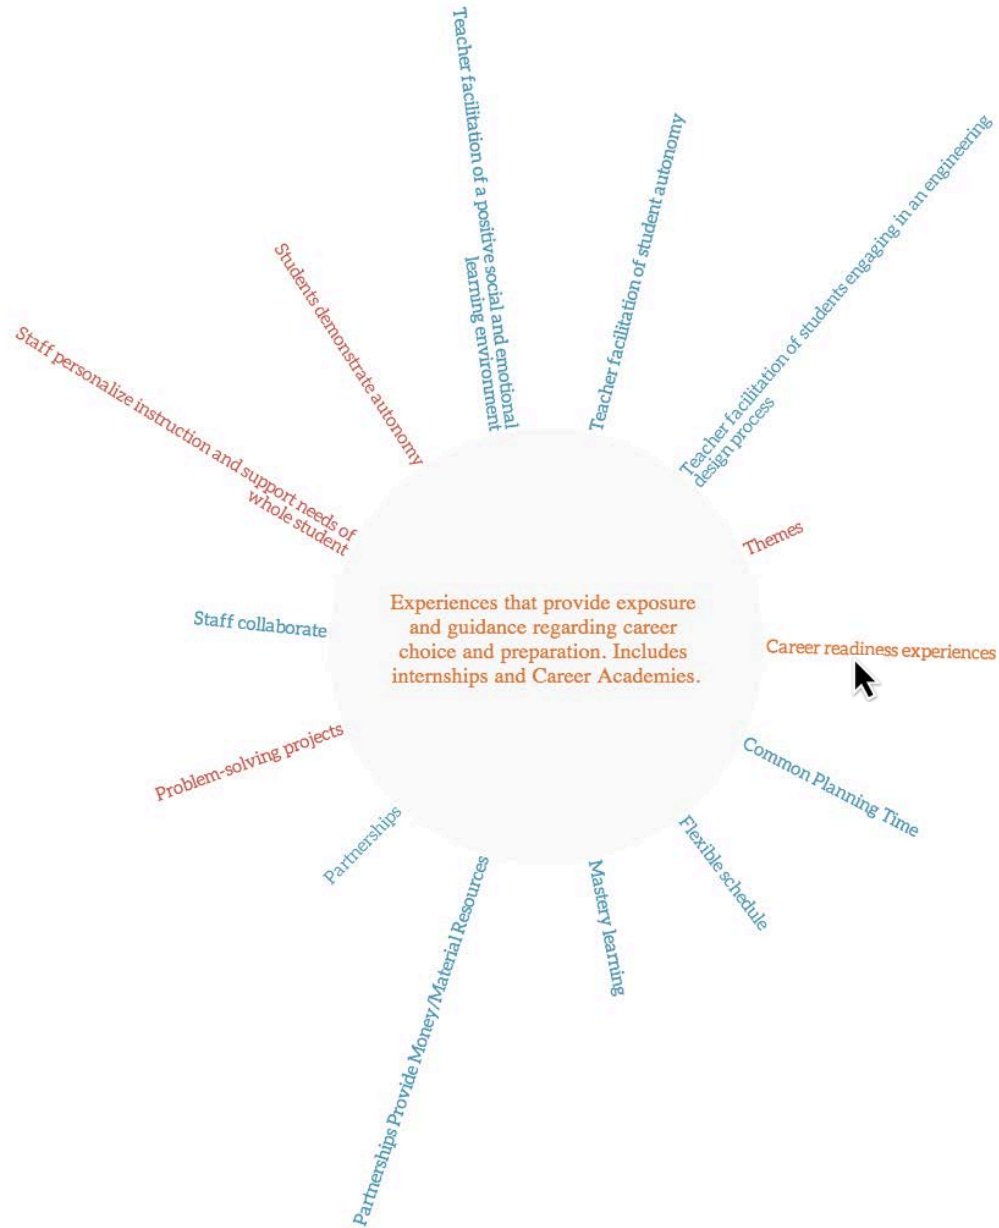 Teacher facilitation of a positive social and emotional
learning environment
Teacher facilitation of student autonomy
Teacher facilitation of students engaging in an engineering
design process
Themes
Career readiness experiences
Common Planning Time
Flexible schedule
Mastery learning
Partnerships Provide Money/Material Resources
Partnerships
Problem-solving projects
Staff collaborate
Staff personalize instruction and support needs of
whole student
Students demonstrate autonomy
Experiences that provide exposure
and guidance regarding career
choice and preparation. Includes
internships and Career Academies.